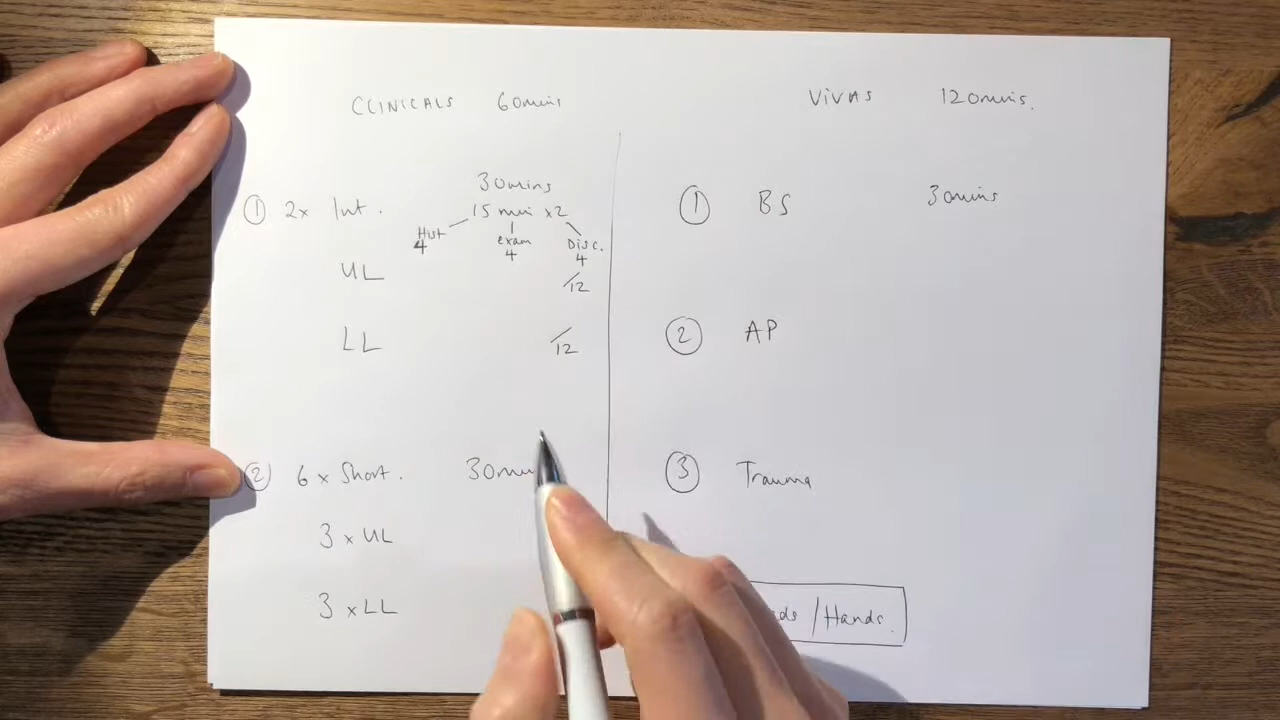 CLINICALS 60mins
30mins
① 2x Int. 15 min x2
Hist exam Disc.
4 4 4
UL /12
LL /12
② 6 x Short.
3 x UL
3 x LL
VIVAS 120mins.
① BS 30mins
② AP
③ Trauma
/Hands.